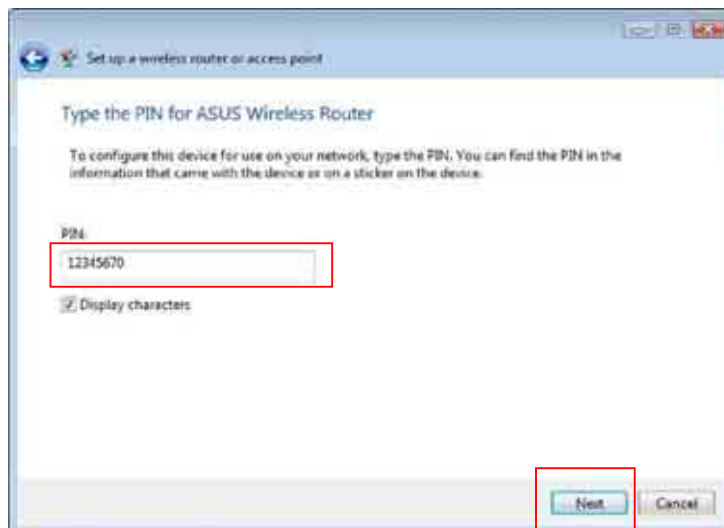 Set up a wireless router or access point
Type the PIN for ASUS Wireless Router
To configure this device for use on your network, type the PIN. You can find the PIN in the
information that came with the device or on a sticker on the device.
PIN:
12345670
Display characters
Next
Cancel